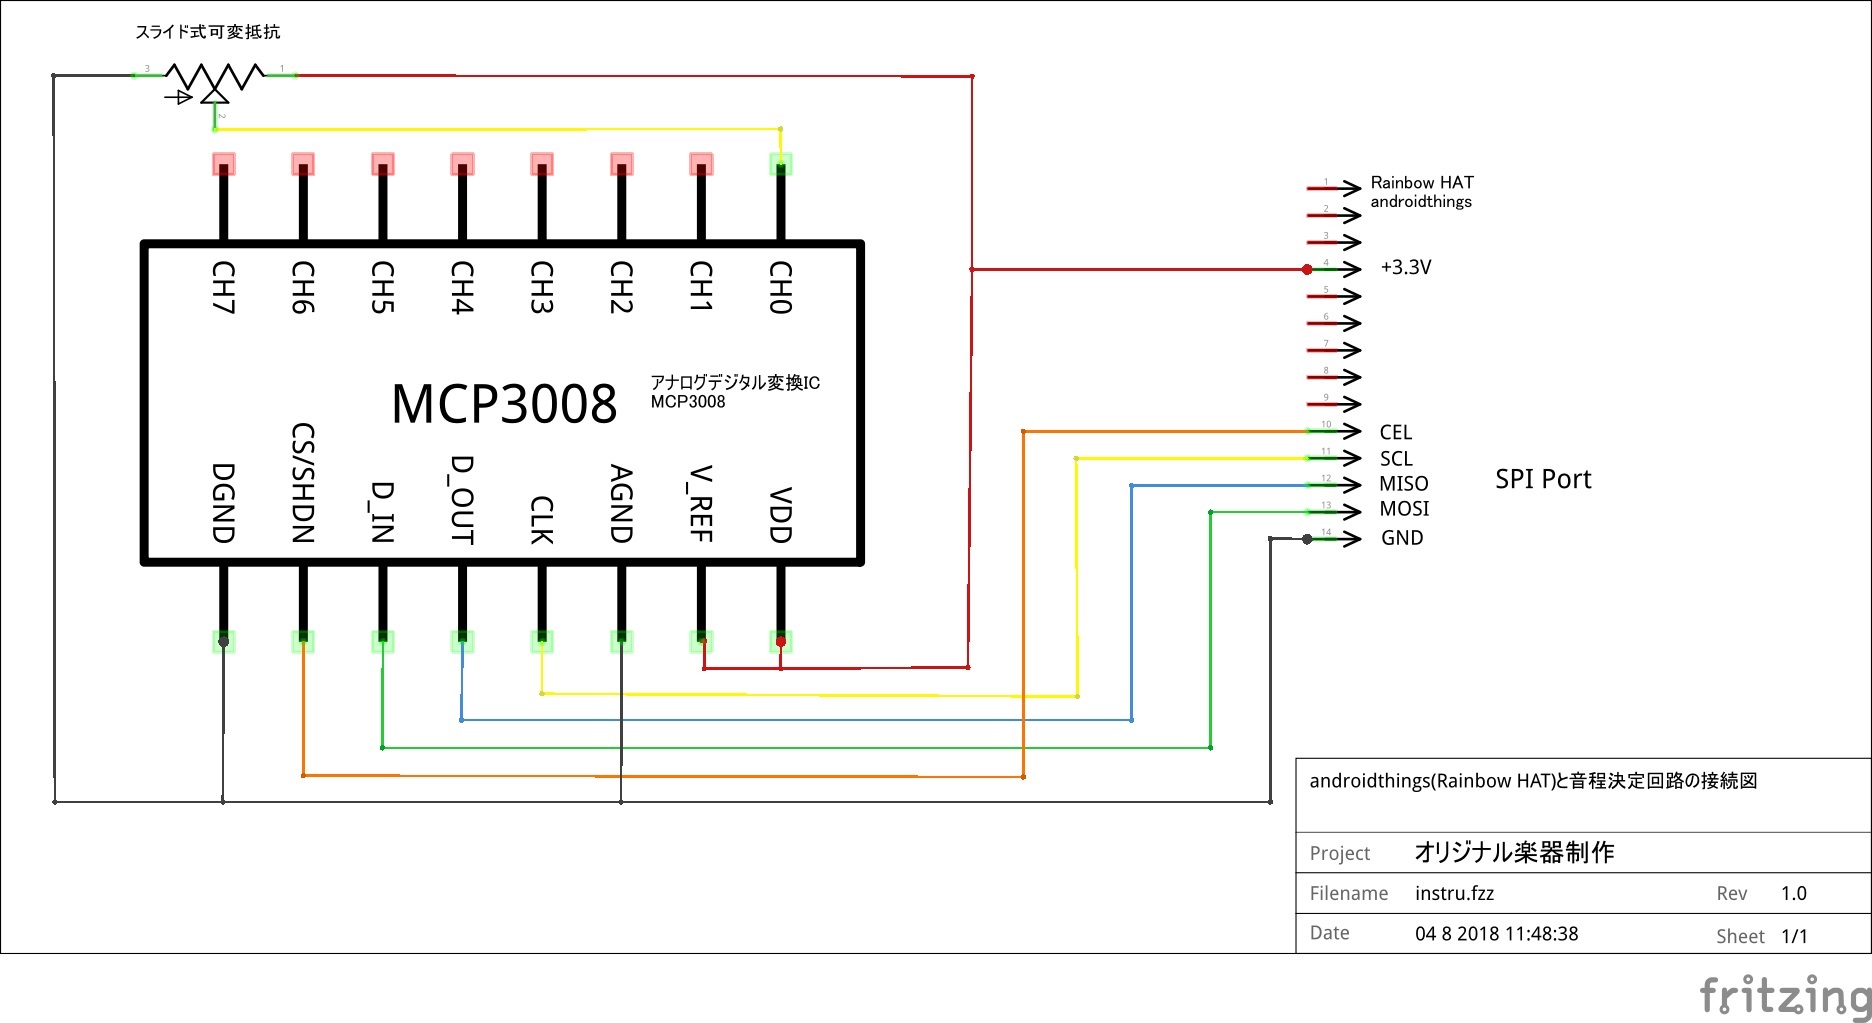 スライド式可変抵抗
3
1
2
CH7
CH6
CH5
CH4
CH3
CH2
CH1
CH0
MCP3008
アナログデジタル変換IC
MCP3008
DGND
CS/SHDN
D_IN
D_OUT
CLK
AGND
V_REF
VDD
1
Rainbow HAT
androidthings
2
3
4 +3.3V
5
6
7
8
9
10 CEL
11 SCL
12 MISO
13 MOSI
14 GND
SPI Port
androidthings(Rainbow HAT)と音程決定回路の接続図
Project オリジナル楽器制作
Filename instru.fzz Rev 1.0
Date 04 8 2018 11:48:38 Sheet 1/1
fritzing